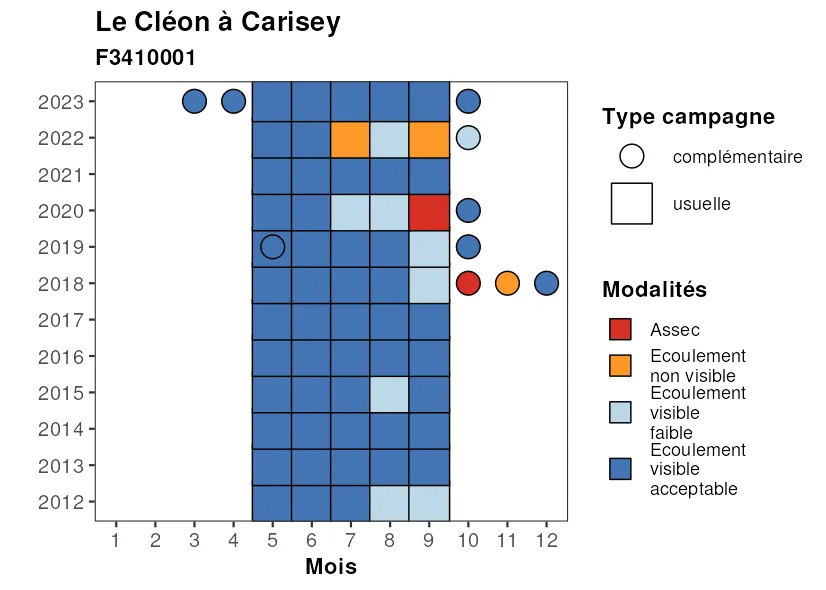 Le Cléon à Carisey
F3410001
2023
2022
2021
2020
2019
2018
2017
2016
2015
2014
2013
2012
1 2 3 4 5 6 7 8 9 10 11 12
Mois
Type campagne
complémentaire
usuelle
Modalités
Assec
Ecoulement
non visible
Ecoulement
visible
faible
Ecoulement
visible
acceptable